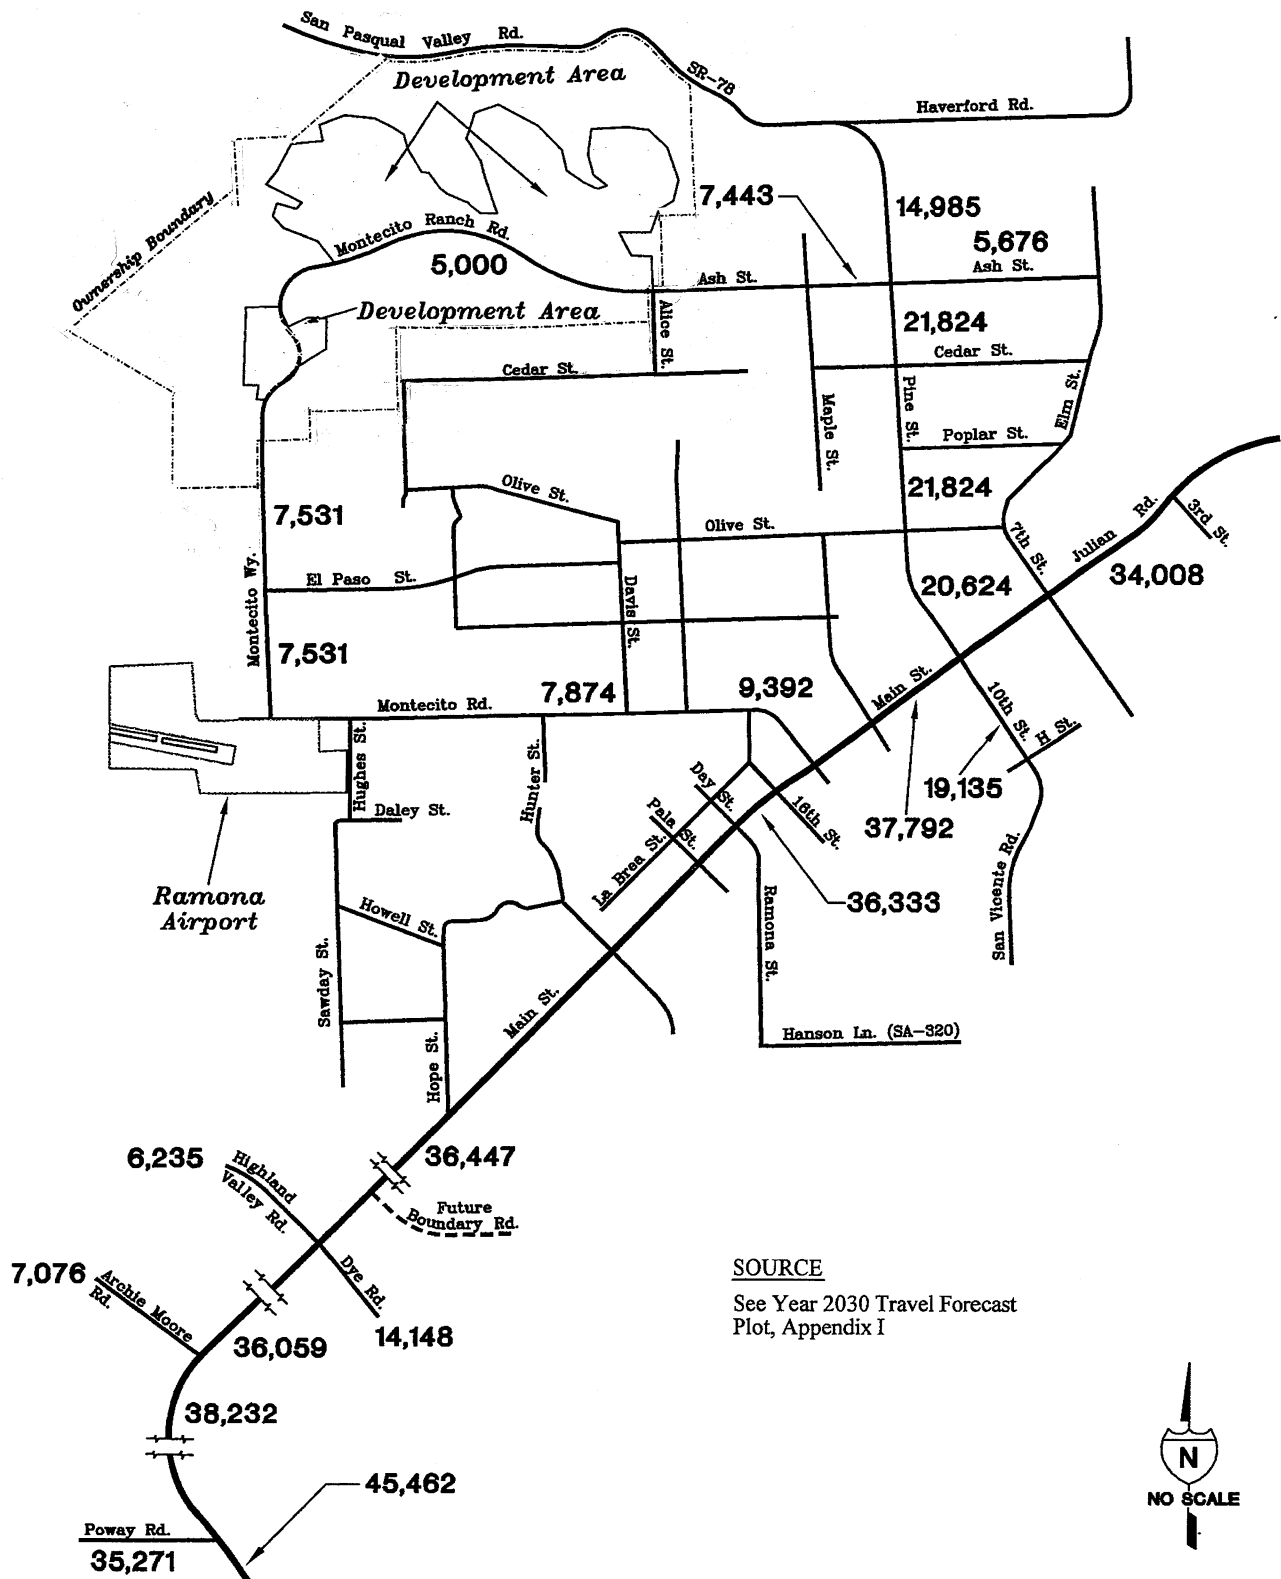 San Pasqual Valley Rd.
SR-78
Haverford Rd.
Development Area
Ownership Boundary
7,443
14,985
5,676
Ash St.
Montecito Ranch Rd.
5,000
Ash St.
Development Area
Alice St.
21,824
Cedar St.
Cedar St.
Pine St.
Maple St.
Elm St.
Poplar St.
21,824
Olive St.
Olive St.
7,531
7th St.
Julian Rd.
3rd St.
34,008
Montecito Wy.
El Paso St.
Davis St.
20,624
7,531
7,874
9,392
Main St.
Montecito Rd.
10th St.
H St.
Hughes St.
Hunter St.
Day St.
Pala St.
16th St.
19,135
37,792
Daley St.
La Brea St.
San Vicente Rd.
Ramona
Airport
Howell St.
36,333
Ramona St.
Sawday St.
Main St.
Hanson Ln. (SA-320)
Hope St.
6,235
Highland
Valley Rd.
36,447
Future
Boundary Rd.
7,076
Archie Moore
Rd.
Dye Rd.
36,059
14,148
SOURCE
See Year 2030 Travel Forecast
Plot, Appendix I
38,232
45,462
Poway Rd.
35,271
N
NO SCALE